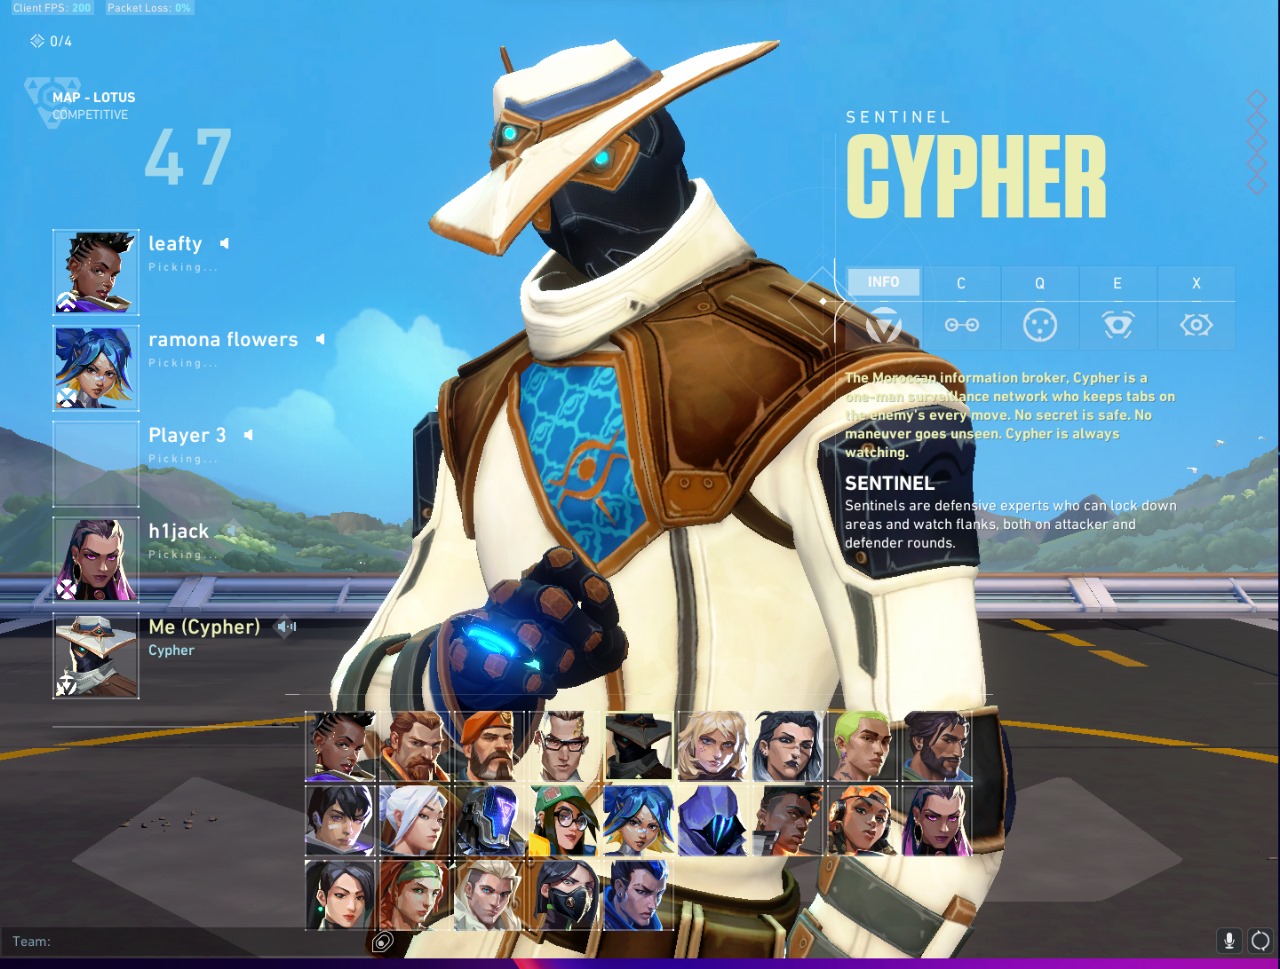 Client FPS: 200 Packet Loss: 0%
0/4
MAP - LOTUS
COMPETITIVE
47
leafty
Picking...
ramona flowers
Picking...
Player 3
Picking...
h1jack
Picking...
Me (Cypher)
Cypher
SENTINEL
CYPHER
INFO C Q E X
The Moroccan information broker, Cypher is a
one-man surveillance network who keeps tabs on
the enemy's every move. No secret is safe. No
maneuver goes unseen. Cypher is always
watching.
SENTINEL
Sentinels are defensive experts who can lock down
areas and watch flanks, both on attacker and
defender rounds.
Team: